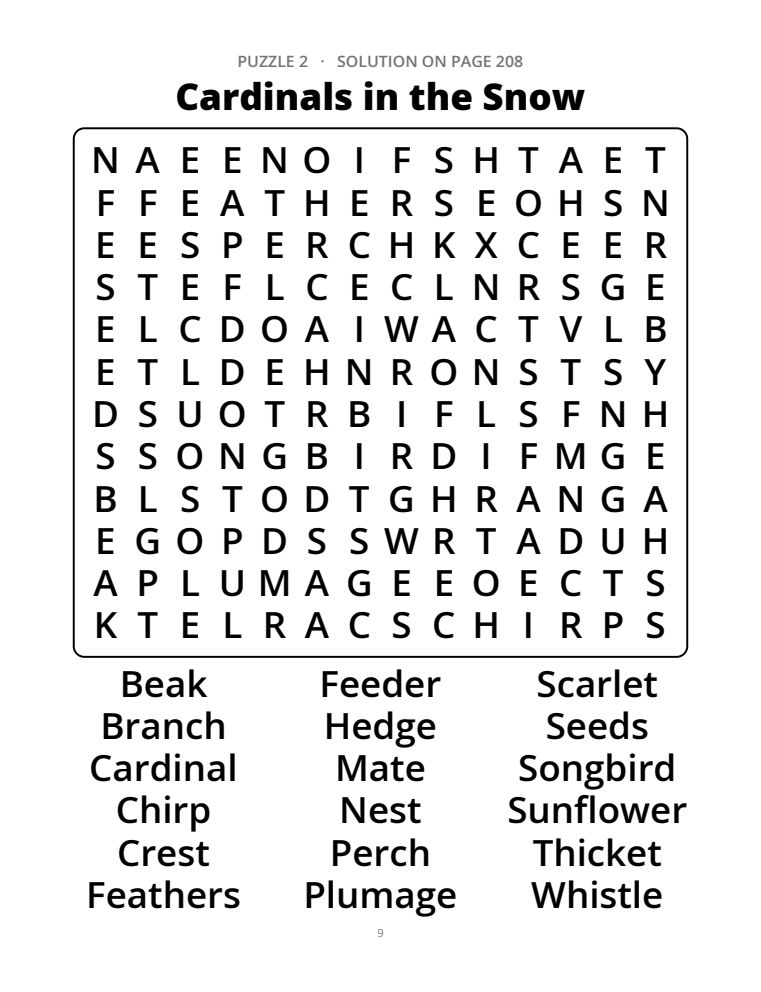 PUZZLE 2 · SOLUTION ON PAGE 208
Cardinals in the Snow
N A E E N O I F S H T A E T
F F E A T H E R S E O H S N
E E S P E R C H K X C E E R
S T E F L C E C L N R S G E
E L C D O A I W A C T V L B
E T L D E H N R O N S T S Y
D S U O T R B I F L S F N H
S S O N G B I R D I F M G E
B L S T O D T G H R A N G A
E G O P D S S W R T A D U H
A P L U M A G E E O E C T S
K T E L R A C S C H I R P S
Beak Feeder Scarlet
Branch Hedge Seeds
Cardinal Mate Songbird
Chirp Nest Sunflower
Crest Perch Thicket
Feathers Plumage Whistle
9